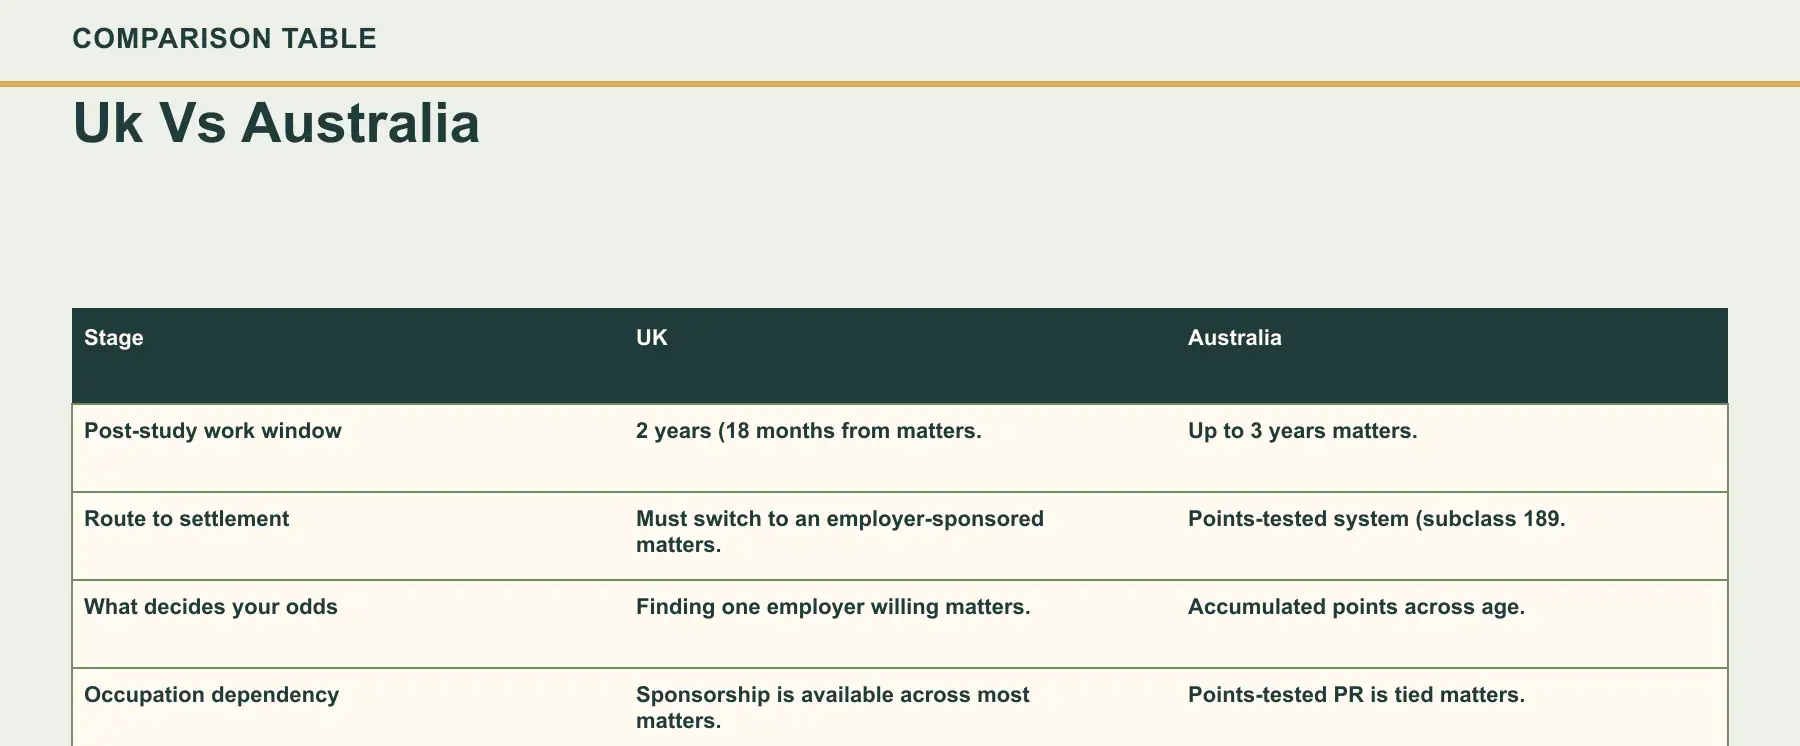 COMPARISON TABLE
Uk Vs Australia
Stage UK Australia
Post-study work window 2 years (18 months from matters. Up to 3 years matters.
Route to settlement Must switch to an employer-sponsored Points-tested system (subclass 189.
matters.
What decides your odds Finding one employer willing matters. Accumulated points across age.
Occupation dependency Sponsorship is available across most Points-tested PR is tied matters.
matters.